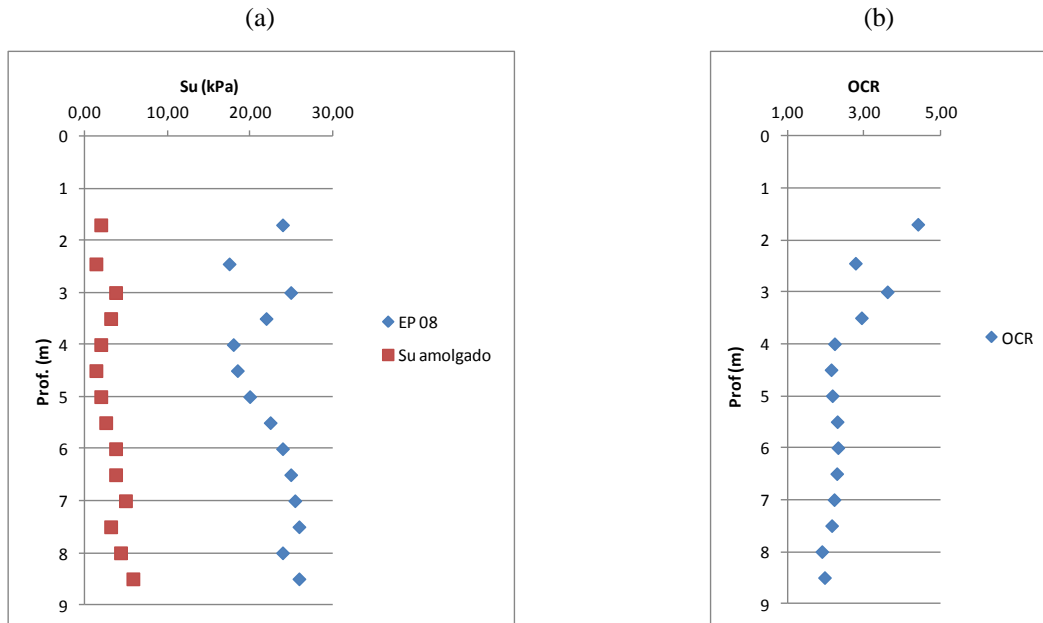 (a)
Su (kPa)
0,00 10,00 20,00 30,00
0
1
2
3
4
5
6
7
8
9
Prof. (m)
EP 08
Su amolgado
(b)
OCR
1,00 3,00 5,00
0
1
2
3
4
5
6
7
8
9
Prof (m)
OCR